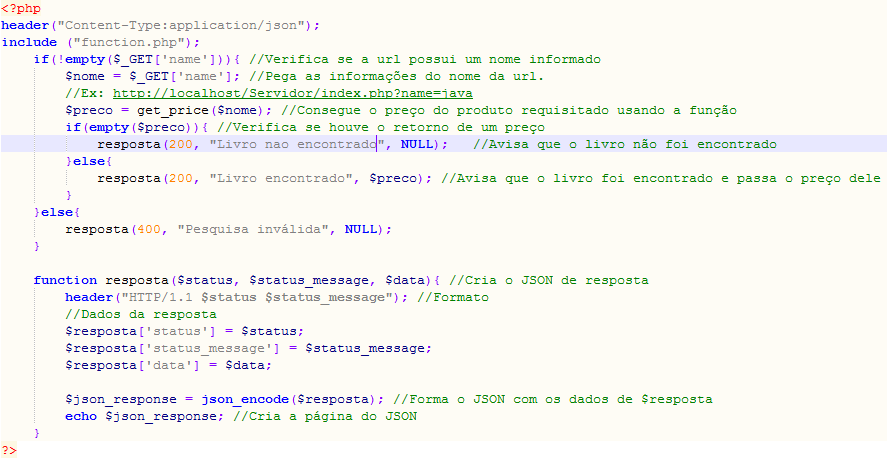 <?php
header("Content-Type:application/json");
include ("function.php");
    if(!empty($_GET['name'])){ //Verifica se a url possui um nome informado
        $nome = $_GET['name']; //Pega as informações do nome da url.
        //Ex: http://localhost/Servidor/index.php?name=java
        $preco = get_price($nome); //Consegue o preço do produto requisitado usando a função
        if(empty($preco)){ //Verifica se houve o retorno de um preço
            resposta(200, "Livro nao encontrado", NULL);   //Avisa que o livro não foi encontrado
        }else{
            resposta(200, "Livro encontrado", $preco); //Avisa que o livro foi encontrado e passa o preço dele
        }
    }else{
        resposta(400, "Pesquisa inválida", NULL);
    }

    function resposta($status, $status_message, $data){ //Cria o JSON de resposta
        header("HTTP/1.1 $status $status_message"); //Formato
        //Dados da resposta
        $resposta['status'] = $status;
        $resposta['status_message'] = $status_message;
        $resposta['data'] = $data;

        $json_response = json_encode($resposta); //Forma o JSON com os dados de $resposta
        echo $json_response; //Cria a página do JSON
    }
?>